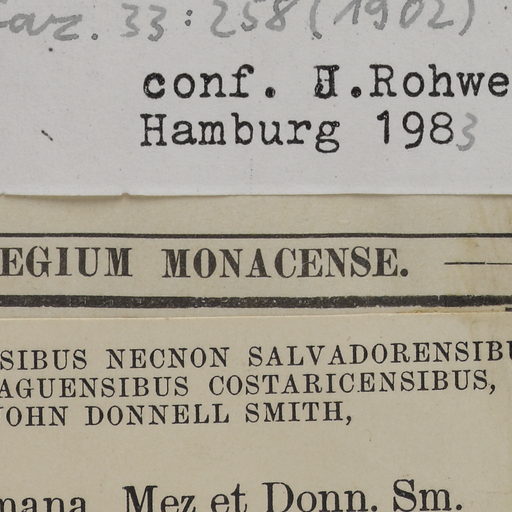 Gaz. 33:258 (1902)
conf. J.Rohwe
Hamburg 1983
EGIUM MONACENSE.
SIBUS NECNON SALVADORENSIBU
AGUENSIBUS COSTARICENSIBUS,
JOHN DONNELL SMITH,
mana Mez et Donn. Sm.